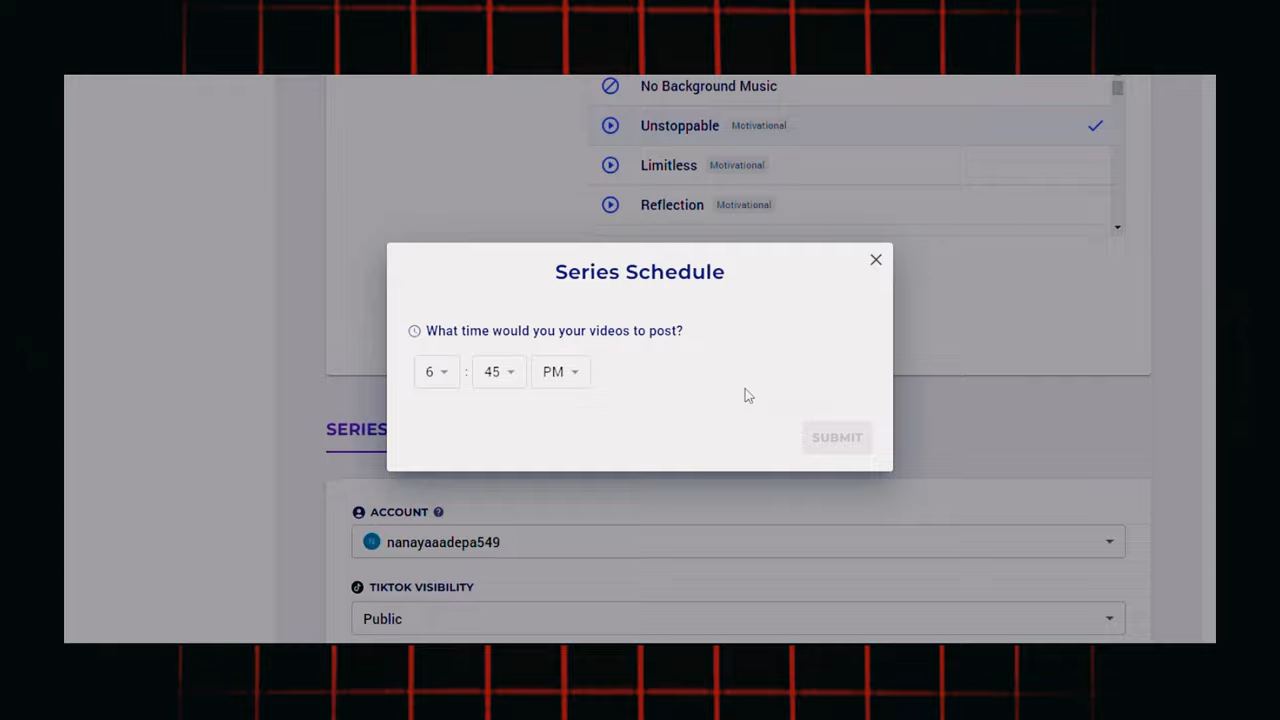 No Background Music
Unstoppable Motivational
Limitless Motivational
Reflection Motivational
Series Schedule
What time would you your videos to post?
6 : 45 PM
SUBMIT
SERIES
ACCOUNT
N nanayaaadepa549
TIKTOK VISIBILITY
Public